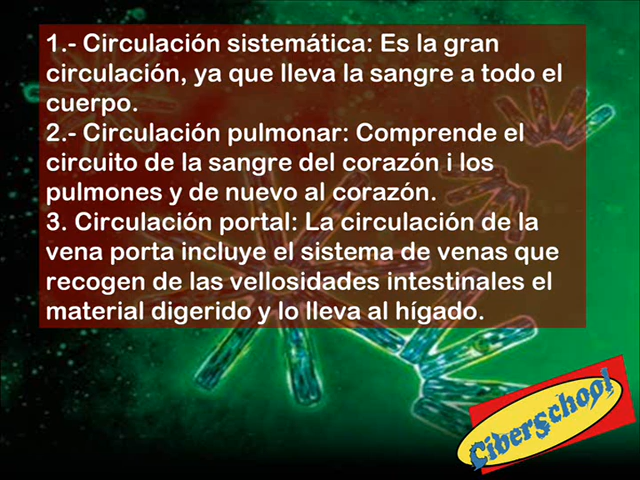 1.- Circulación sistemática: Es la gran
circulación, ya que lleva la sangre a todo el
cuerpo.
2.- Circulación pulmonar: Comprende el
circuito de la sangre del corazón i los
pulmones y de nuevo al corazón.
3. Circulación portal: La circulación de la
vena porta incluye el sistema de venas que
recogen de las vellosidades intestinales el
material digerido y lo lleva al hígado.
Ciberschool